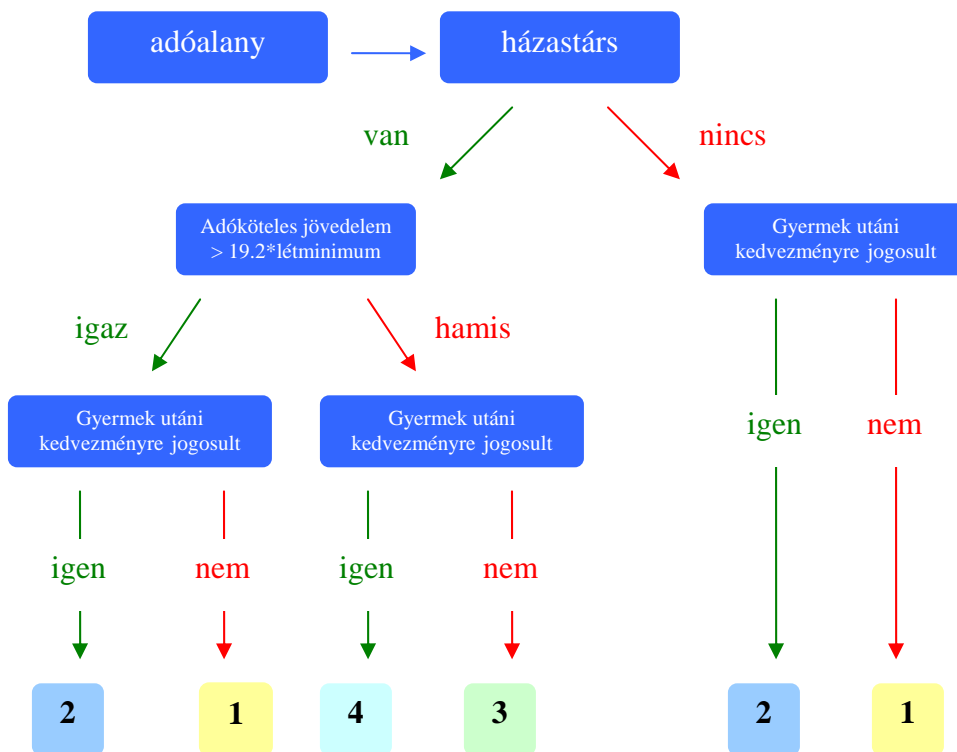 adóalany
házastárs
van
nincs
Adóköteles jövedelem
> 19.2*létminimum
Gyermek utáni
kedvezményre jogosult
igaz
hamis
Gyermek utáni
kedvezményre jogosult
Gyermek utáni
kedvezményre jogosult
igen
nem
igen
nem
igen
nem
2
1
4
3
2
1